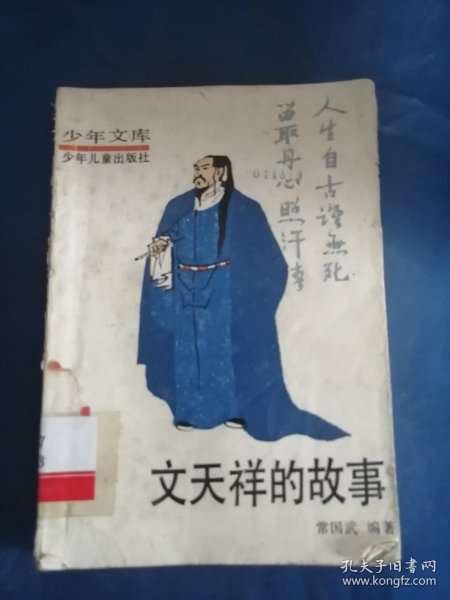 少年文库
少年儿童出版社
人生自古誰無死
留取丹心照汗青
文天祥的故事
常国武 编著
孔夫子旧书网
www.kongfz.com